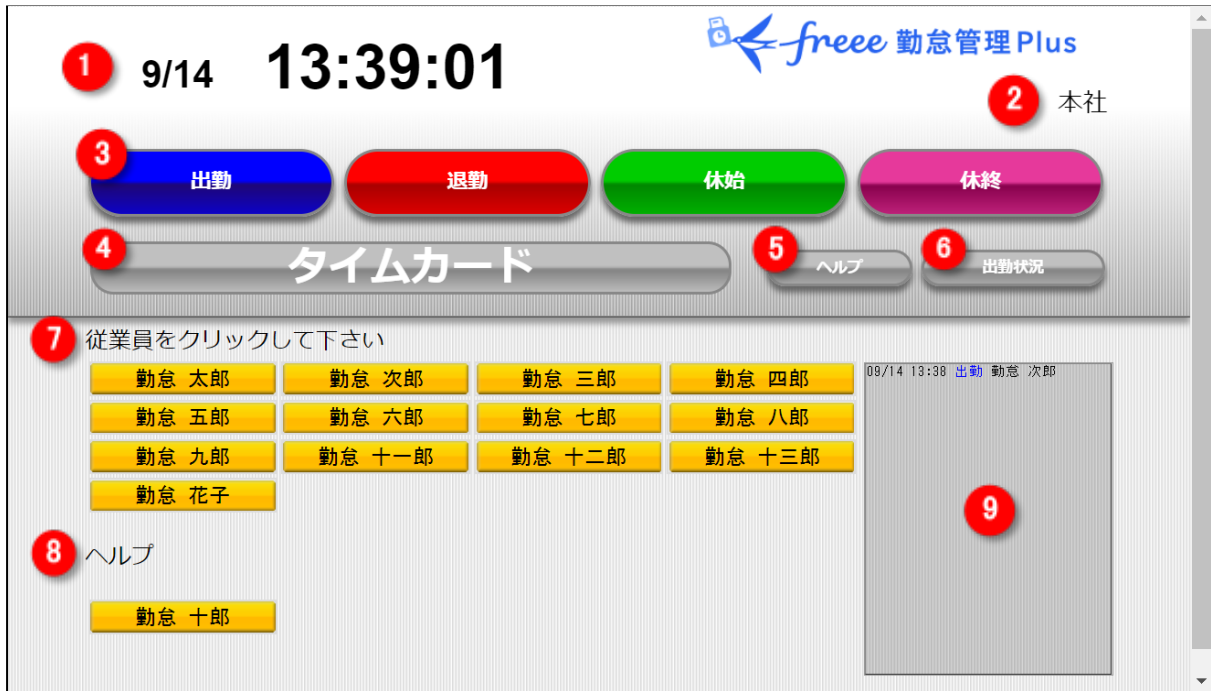 1 9/14 13:39:01
freee 勤怠管理Plus
2 本社
3 出勤 退勤 休始 休終
4 タイムカード 5 ヘルプ 6 出勤状況
7 従業員をクリックして下さい
勤怠 太郎 勤怠 次郎 勤怠 三郎 勤怠 四郎
勤怠 五郎 勤怠 六郎 勤怠 七郎 勤怠 八郎
勤怠 九郎 勤怠 十一郎 勤怠 十二郎 勤怠 十三郎
勤怠 花子
09/14 13:38 出勤 勤怠 次郎
9
8 ヘルプ
勤怠 十郎